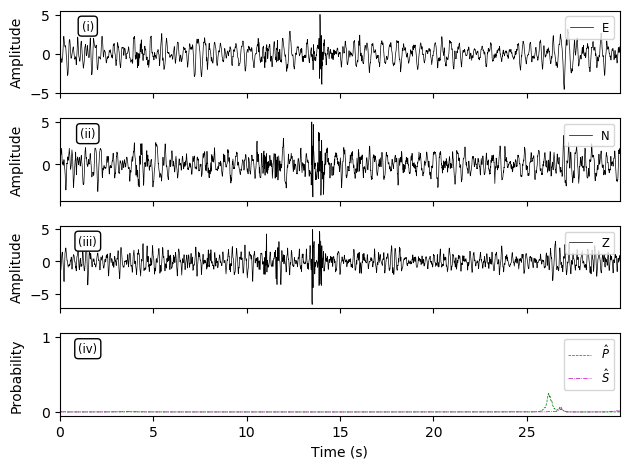 (i)
E
Amplitude
5
0
−5
(ii)
N
Amplitude
5
0
(iii)
Z
Amplitude
5
0
−5
(iv)
P̂
Ŝ
Probability
1
0
0 5 10 15 20 25
Time (s)